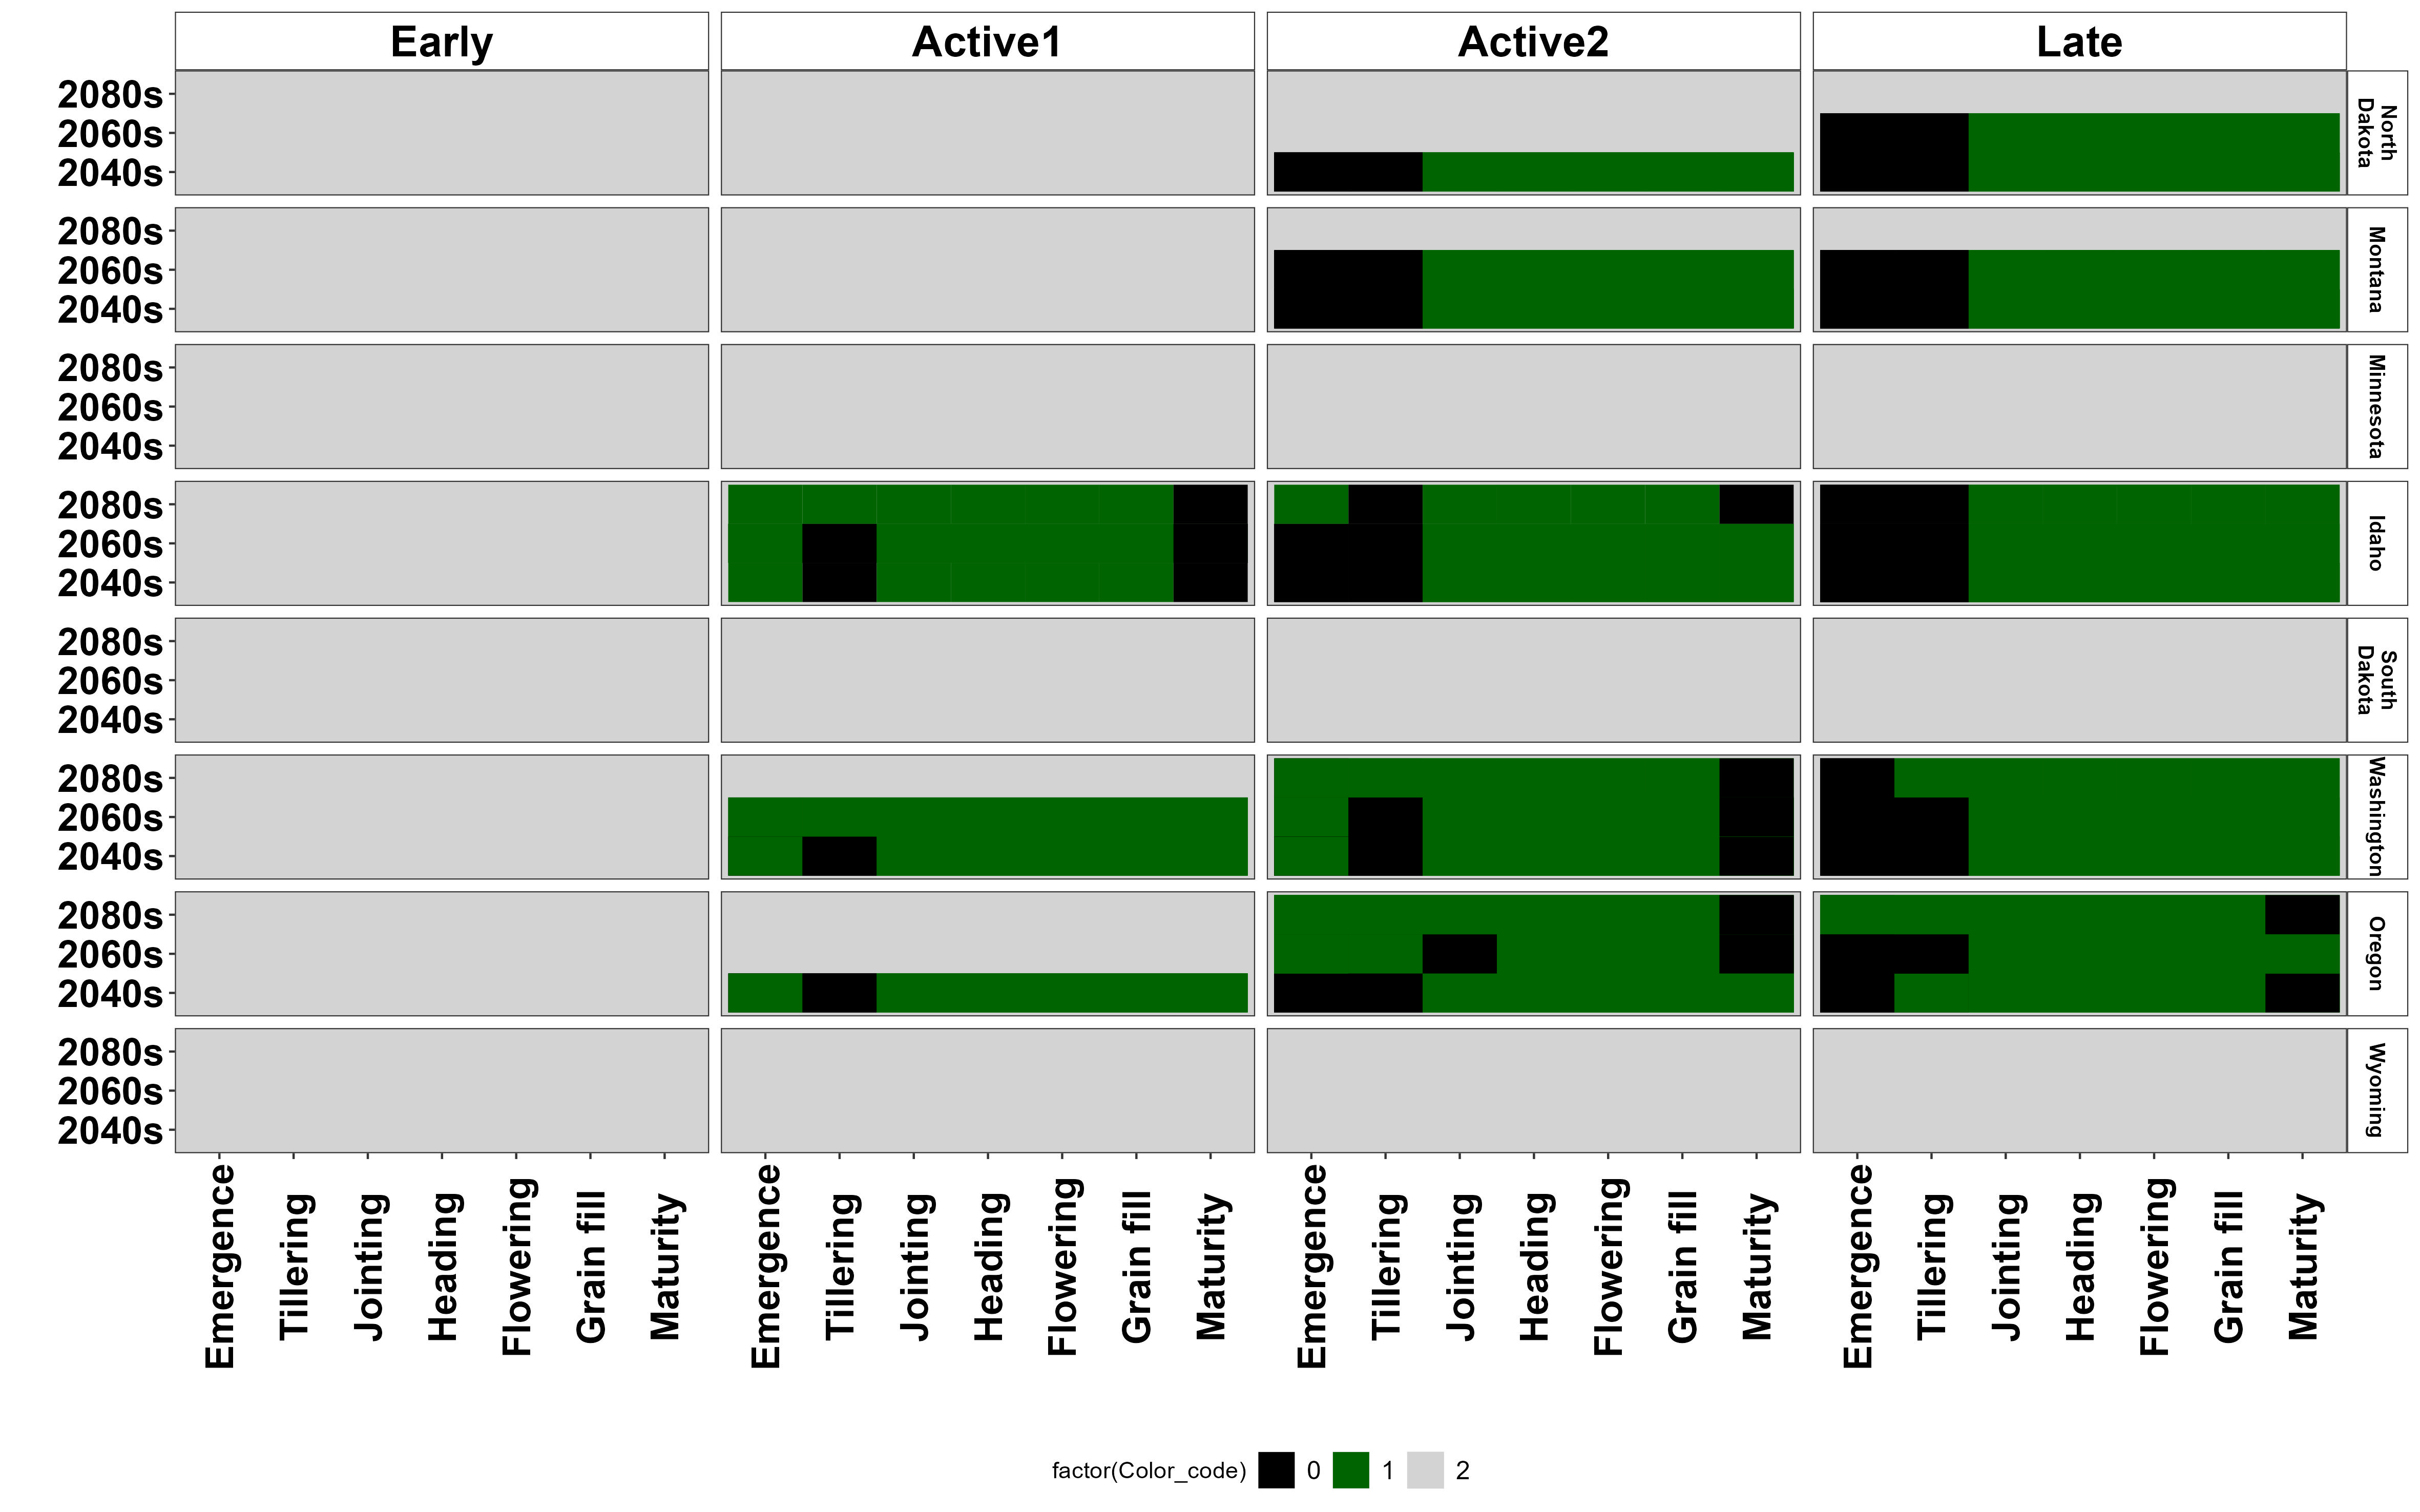 Early Active1 Active2 Late
2080s
2060s
2040s
North
Dakota
2080s
2060s
2040s
Montana
2080s
2060s
2040s
Minnesota
2080s
2060s
2040s
Idaho
2080s
2060s
2040s
South
Dakota
2080s
2060s
2040s
Washington
2080s
2060s
2040s
Oregon
2080s
2060s
2040s
Wyoming
Emergence
Tillering
Jointing
Heading
Flowering
Grain fill
Maturity
Emergence
Tillering
Jointing
Heading
Flowering
Grain fill
Maturity
Emergence
Tillering
Jointing
Heading
Flowering
Grain fill
Maturity
Emergence
Tillering
Jointing
Heading
Flowering
Grain fill
Maturity
factor(Color_code) 0 1 2